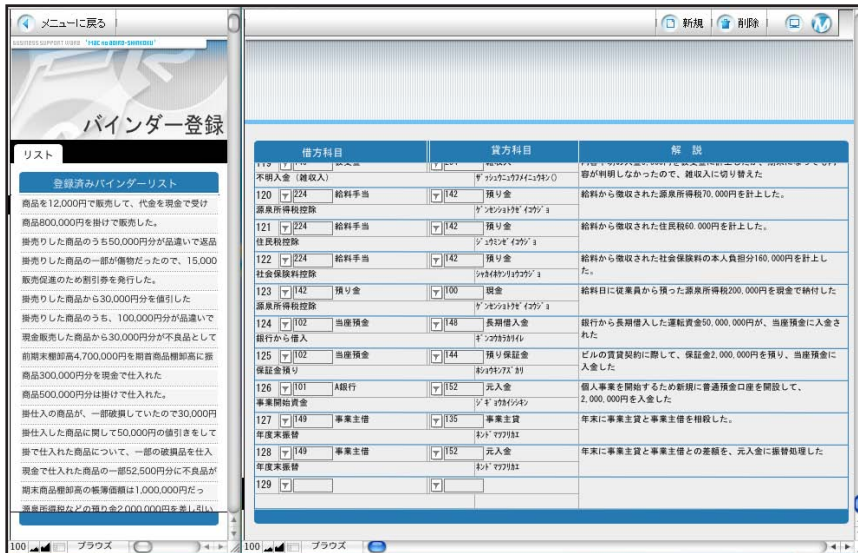 メニューに戻る
新規
削除
バインダー登録
リスト
登録済みバインダーリスト
商品を12,000円で販売して、代金を現金で受け
商品800,000円を掛けで販売した。
掛売りした商品のうち50,000円分が品違いで返品
掛売りした商品の一部が傷物だったので、15,000
販売促進のため割引券を発行した。
掛売りした商品から30,000円分を値引した
掛売りした商品のうち、100,000円分が品違いで
現金販売した商品から30,000円分が不良品として
前期末棚卸高4,700,000円を期首商品棚卸高に振
商品300,000円分を現金で仕入れた
商品500,000円分は掛けで仕入れた。
掛仕入の商品が、一部破損していたので30,000円
掛仕入した商品に関して50,000円の値引きをして
掛で仕入れた商品について、一部の破損品を仕入
現金で仕入れた商品の一部52,500円分に不良品が
期末商品棚卸高の帳簿価額は1,000,000円だっ
源泉所得税などの預り金2,000,000円を差し引い
借方科目 貸方科目 解 説
不明入金（雑収入） 容が判明しなかったので、雑収入に切り替えた
120 224 給料手当 142 預り金 給料から徴収された源泉所得税70,000円を計上した。
源泉所得税控除 ｹﾞﾝｾﾝｼｮﾄｸｾﾞｲｺｳｼﾞｮ
121 224 給料手当 142 預り金 給料から徴収された住民税60,000円を計上した。
住民税控除 ｼﾞｭｳﾐﾝｾﾞｲｺｳｼﾞｮ
122 224 給料手当 142 預り金 給料から徴収された社会保険料の本人負担分160,000円を計上し
社会保険料控除 ｼｬｶｲﾎｹﾝﾘｮｳｺｳｼﾞｮ た。
123 142 預り金 100 現金 給料日に従業員から預った源泉所得税200,000円を現金で納付した
源泉所得税控除 ｹﾞﾝｾﾝｼｮﾄｸｾﾞｲｺｳｼﾞｮ
124 102 当座預金 148 長期借入金 銀行から長期借入した運転資金50,000,000円が、当座預金に入金さ
銀行から借入 ｷﾞﾝｺｳｶﾗｶﾘｲﾚ れた
125 102 当座預金 144 預り保証金 ビルの賃貸契約に際して、保証金2,000,000円を預り、当座預金に
保証金預り ﾎｼｮｳｷﾝｱｽﾞｶﾘ 入金した
126 101 A銀行 152 元入金 個人事業を開始するため新規に普通預金口座を開設して、
事業開始資金 ｼﾞｷﾞｮｳｶｲｼｼｷﾝ 2,000,000円を入金した
127 149 事業主借 135 事業主貸 年末に事業主貸と事業主借を相殺した。
年度末振替 ﾈﾝﾄﾞﾏﾂﾌﾘｶｴ
128 149 事業主借 152 元入金 年末に事業主貸と事業主借との差額を、元入金に振替処理した
年度末振替 ﾈﾝﾄﾞﾏﾂﾌﾘｶｴ
129
100 ブラウズ
100 ブラウズ